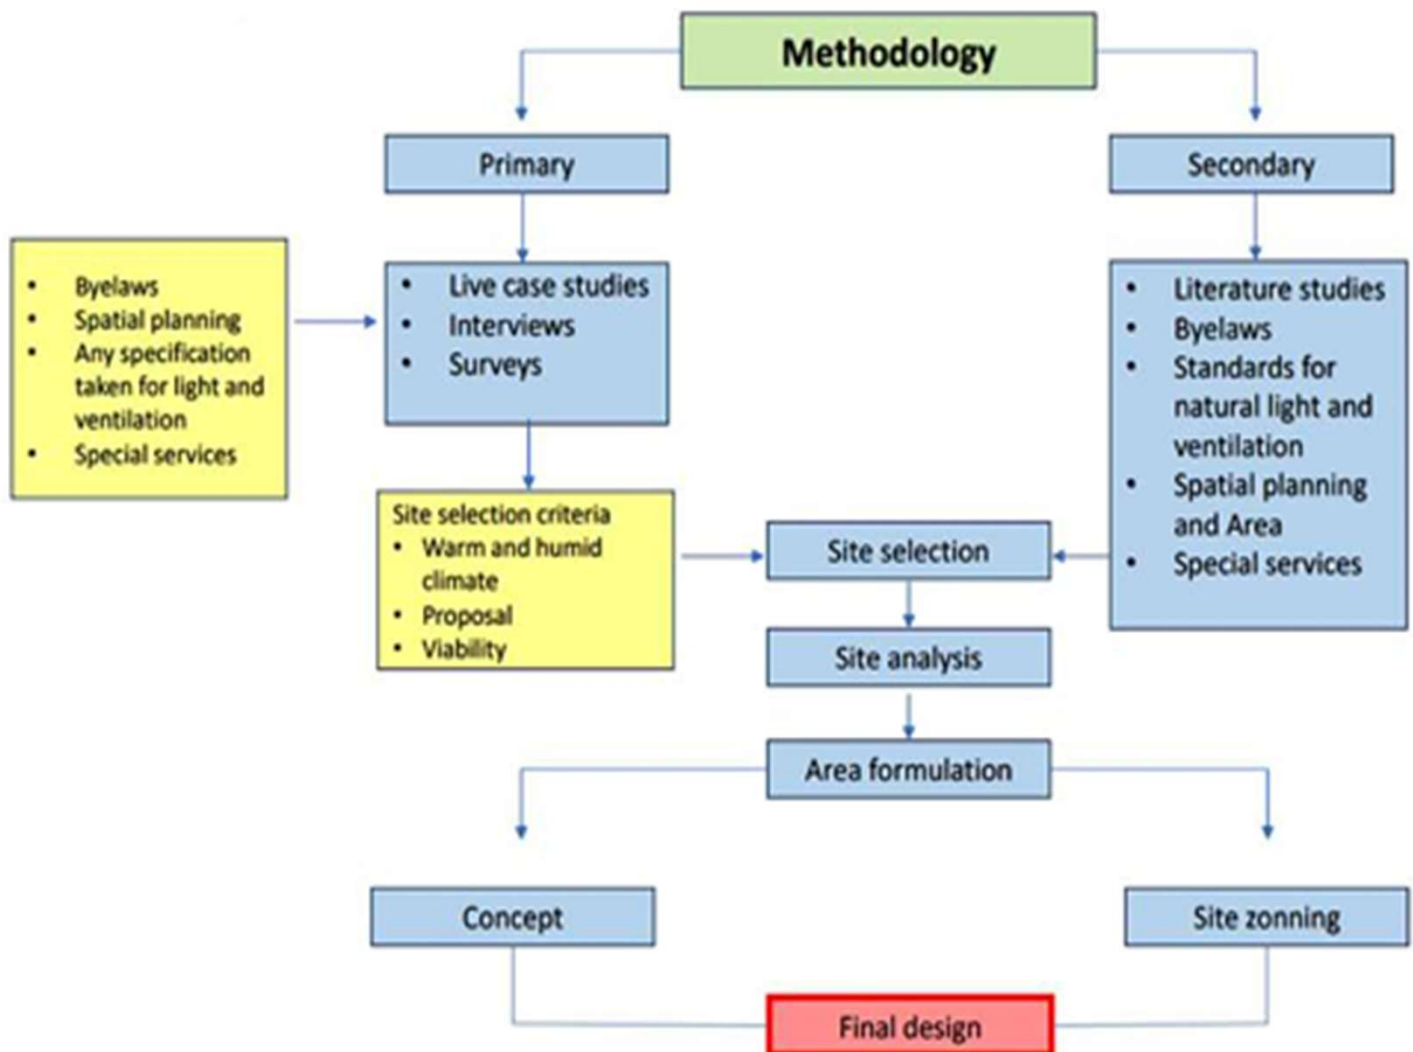 Methodology
Primary
Secondary
• Byelaws
• Spatial planning
• Any specification
taken for light and
ventilation
• Special services
• Live case studies
• Interviews
• Surveys
• Literature studies
• Byelaws
• Standards for
natural light and
ventilation
• Spatial planning
and Area
• Special services
Site selection criteria
• Warm and humid
climate
• Proposal
• Viability
Site selection
Site analysis
Area formulation
Concept
Site zonning
Final design